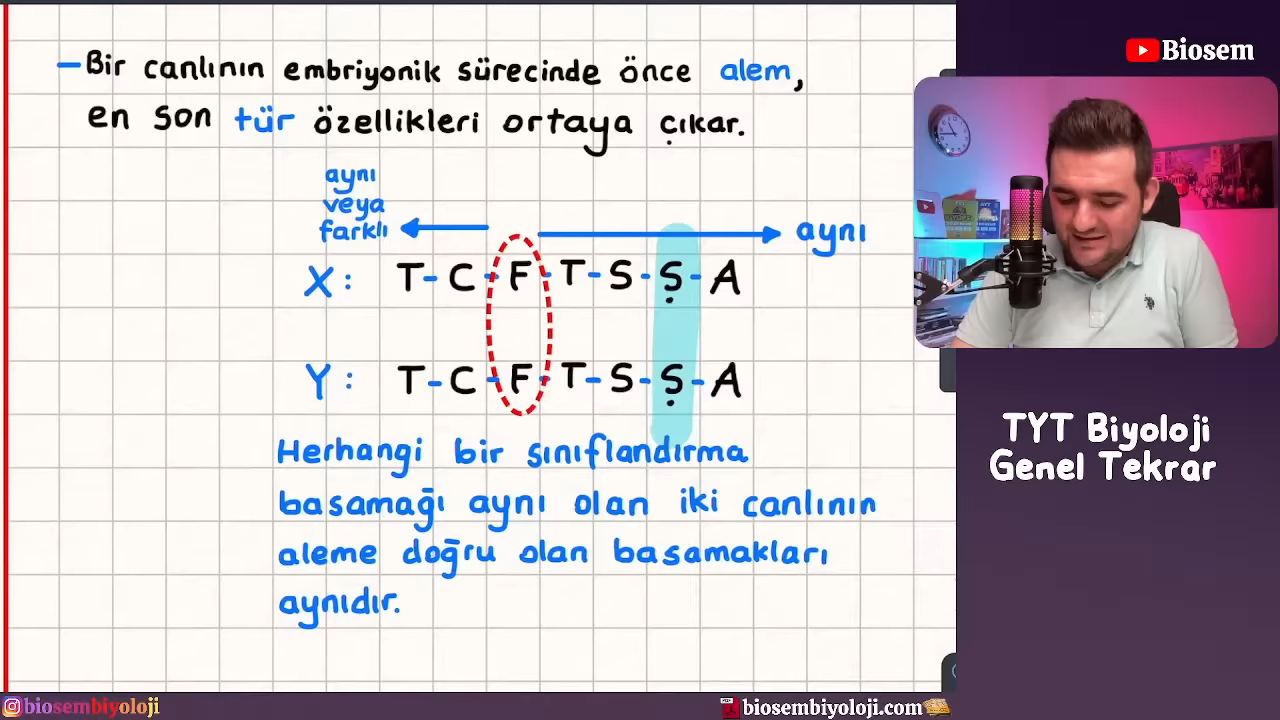 – Bir canlının embriyonik sürecinde önce alem,
en son tür özellikleri ortaya çıkar.
aynı
veya
farklı
aynı
X: T-C-F-T-S-Ş-A
Y: T-C-F-T-S-Ş-A
Herhangi bir sınıflandırma
basamağı aynı olan iki canlının
aleme doğru olan basamakları
aynıdır.
Biosem
TYT Biyoloji
Genel Tekrar
biosembiyoloji
biosembiyoloji.com